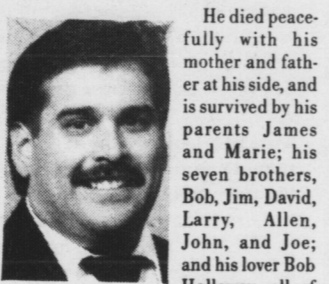 He died peace-
fully with his
mother and fath-
er at his side, and
is survived by his
parents James
and Marie; his
seven brothers,
Bob, Jim, David,
Larry, Allen,
John, and Joe;
and his lover Bob